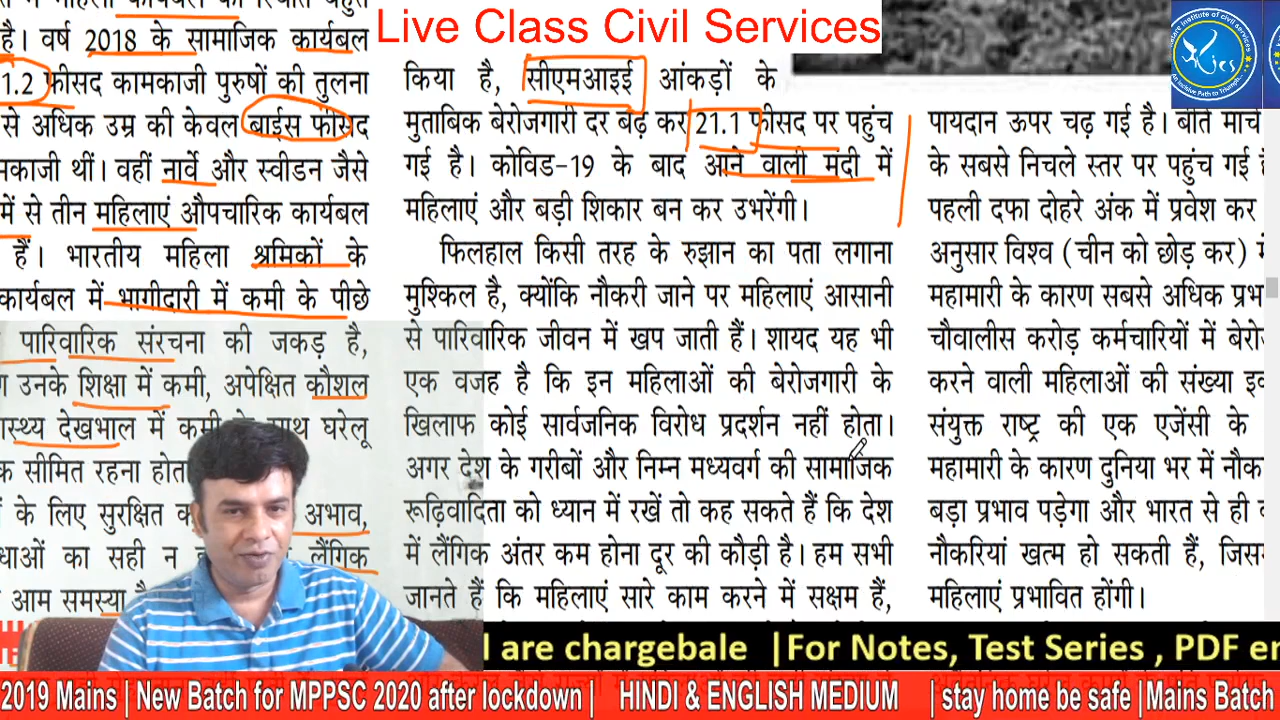 Live Class Civil Services
है। वर्ष 2018 के सामाजिक कार्यबल
1.2 फीसद कामकाजी पुरुषों की तुलना
से अधिक उम्र की केवल बाईस फीसद
मकाजी थीं। वहीं नार्वे और स्वीडन जैसे
में से तीन महिलाएं औपचारिक कार्यबल
हैं। भारतीय महिला श्रमिकों के
कार्यबल में भागीदारी में कमी के पीछे
पारिवारिक संरचना की जकड़ है,
उनके शिक्षा में कमी, अपेक्षित कौशल
स्थ्य देखभाल में घरेलू
क सीमित रहना
के लिए सुरक्षित अभाव,
धाओं का सही न लैंगिक
आम समस्या
किया है, सीएमआइई आंकड़ों के
मुताबिक बेरोजगारी दर बढ़ कर 21.1 फीसद पर पहुंच
गई है। कोविड-19 के बाद आने वाली मंदी में
महिलाएं और बड़ी शिकार बन कर उभरेंगी।
फिलहाल किसी तरह के रुझान का पता लगाना
मुश्किल है, क्योंकि नौकरी जाने पर महिलाएं आसानी
से पारिवारिक जीवन में खप जाती हैं। शायद यह भी
एक वजह है कि इन महिलाओं की बेरोजगारी के
खिलाफ कोई सार्वजनिक विरोध प्रदर्शन नहीं होता।
अगर देश के गरीबों और निम्न मध्यवर्ग की सामाजिक
रूढ़िवादिता को ध्यान में रखें तो कह सकते हैं कि देश
में लैंगिक अंतर कम होना दूर की कौड़ी है। हम सभी
जानते हैं कि महिलाएं सारे काम करने में सक्षम हैं,
पायदान ऊपर चढ़ गई है। बीते मार्च
के सबसे निचले स्तर पर पहुंच गई
पहली दफा दोहरे अंक में प्रवेश कर
अनुसार विश्व (चीन को छोड़ कर)
महामारी के कारण सबसे अधिक
चौवालीस करोड़ कर्मचारियों में
करने वाली महिलाओं की संख्या
संयुक्त राष्ट्र की एक एजेंसी के
महामारी के कारण दुनिया भर में
बड़ा प्रभाव पड़ेगा और भारत से ही
नौकरियां खत्म हो सकती हैं,
महिलाएं प्रभावित होंगी।
l are chargebale |For Notes, Test Series , PDF en
2019 Mains | New Batch for MPPSC 2020 after lockdown | HINDI & ENGLISH MEDIUM | stay home be safe |Mains Batch